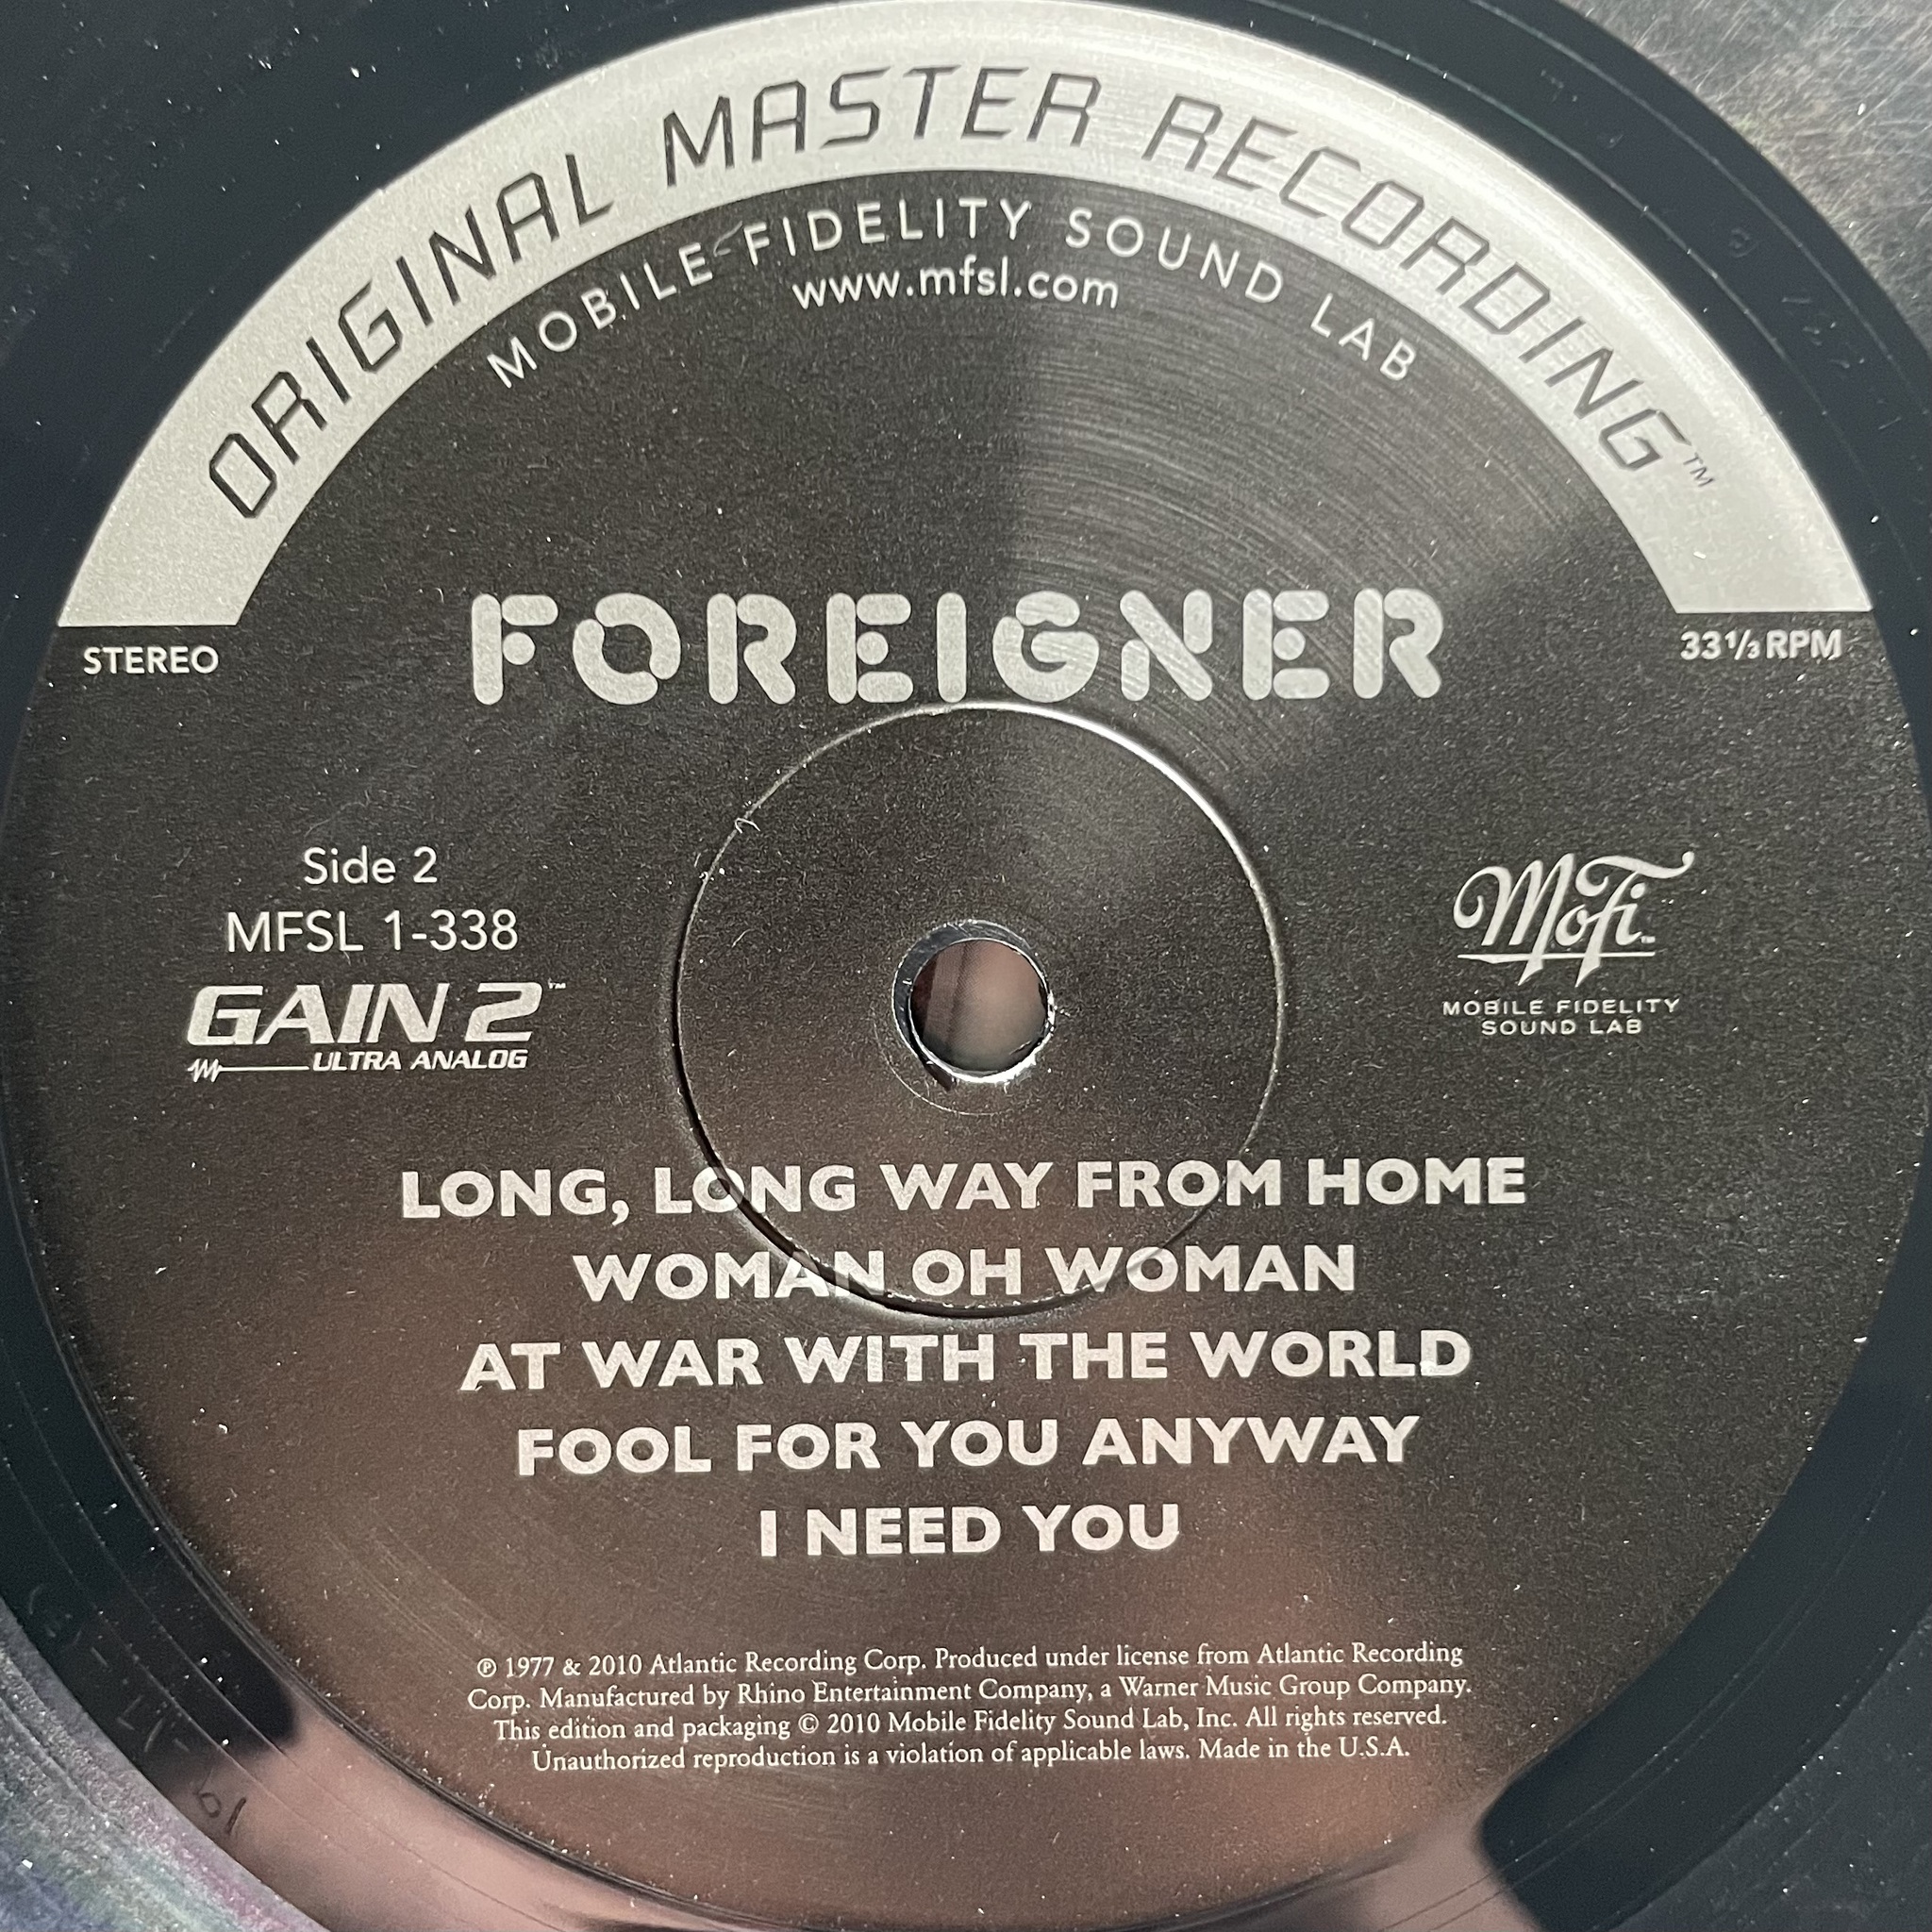 ORIGINAL MASTER RECORDING™
MOBILE FIDELITY SOUND LAB
www.mfsl.com
FOREIGNER
STEREO
33⅓ RPM
Side 2
MFSL 1-338
GAIN 2™
ULTRA ANALOG
MoFi™
MOBILE FIDELITY
SOUND LAB
LONG, LONG WAY FROM HOME
WOMAN OH WOMAN
AT WAR WITH THE WORLD
FOOL FOR YOU ANYWAY
I NEED YOU
℗ 1977 & 2010 Atlantic Recording Corp. Produced under license from Atlantic Recording
Corp. Manufactured by Rhino Entertainment Company, a Warner Music Group Company.
This edition and packaging © 2010 Mobile Fidelity Sound Lab, Inc. All rights reserved.
Unauthorized reproduction is a violation of applicable laws. Made in the U.S.A.